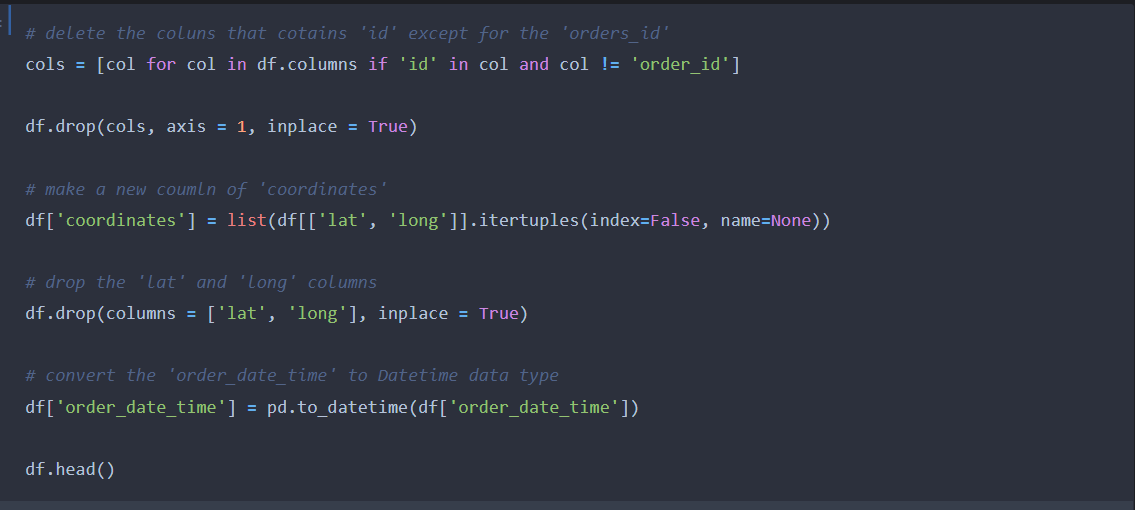 # delete the coluns that cotains 'id' except for the 'orders_id'
cols = [col for col in df.columns if 'id' in col and col != 'order_id']
df.drop(cols, axis = 1, inplace = True)
# make a new coumln of 'coordinates'
df['coordinates'] = list(df[['lat', 'long']].itertuples(index=False, name=None))
# drop the 'lat' and 'long' columns
df.drop(columns = ['lat', 'long'], inplace = True)
# convert the 'order_date_time' to Datetime data type
df['order_date_time'] = pd.to_datetime(df['order_date_time'])
df.head()